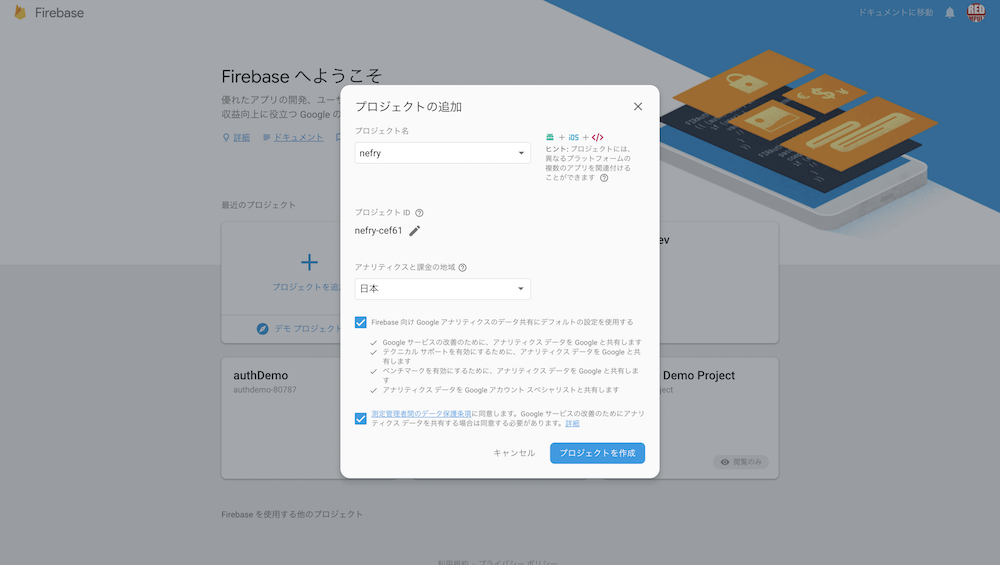 Firebase
ドキュメントに移動
RED
Firebase へようこそ
優れたアプリの開発、ユーザ
収益向上に役立つ Google の
詳細
ドキュメント
最近のプロジェクト
プロジェクトを追加
デモ プロジェクト
authDemo
authdemo-80787
ev
Demo Project
ject
閲覧のみ
Firebase を使用する他のプロジェクト
利用規約 · プライバシー ポリシー
プロジェクトの追加
プロジェクト名
nefry
+ iOS + </>
ヒント: プロジェクトには、
異なるプラットフォームの
複数のアプリを関連付ける
ことができます
プロジェクト ID
nefry-cef61
アナリティクスと課金の地域
日本
Firebase 向け Google アナリティクスのデータ共有にデフォルトの設定を使用する
Google サービスの改善のために、アナリティクス データを Google と共有します
テクニカル サポートを有効にするために、アナリティクス データを Google と共
有します
ベンチマークを有効にするために、アナリティクス データを Google と共有しま
す
アナリティクス データを Google アカウント スペシャリストと共有します
測定管理者間のデータ保護条項に同意します。Google サービスの改善のためにアナリ
ティクス データを共有する場合は同意する必要があります。詳細
キャンセル
プロジェクトを作成